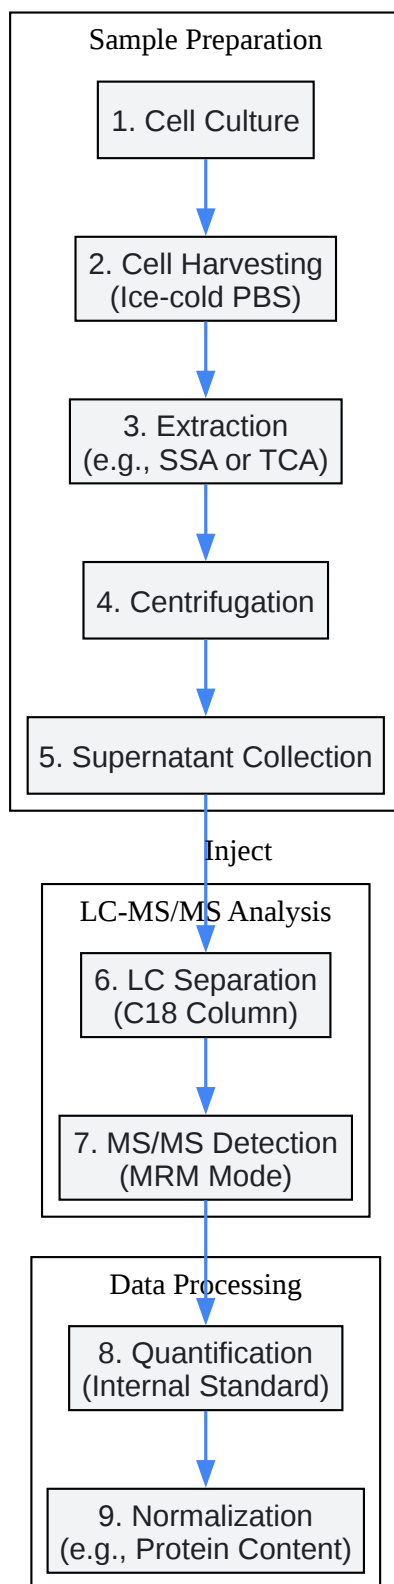 Sample Preparation
1. Cell Culture
2. Cell Harvesting
(Ice-cold PBS)
3. Extraction
(e.g., SSA or TCA)
4. Centrifugation
5. Supernatant Collection
Inject
LC-MS/MS Analysis
6. LC Separation
(C18 Column)
7. MS/MS Detection
(MRM Mode)
Data Processing
8. Quantification
(Internal Standard)
9. Normalization
(e.g., Protein Content)